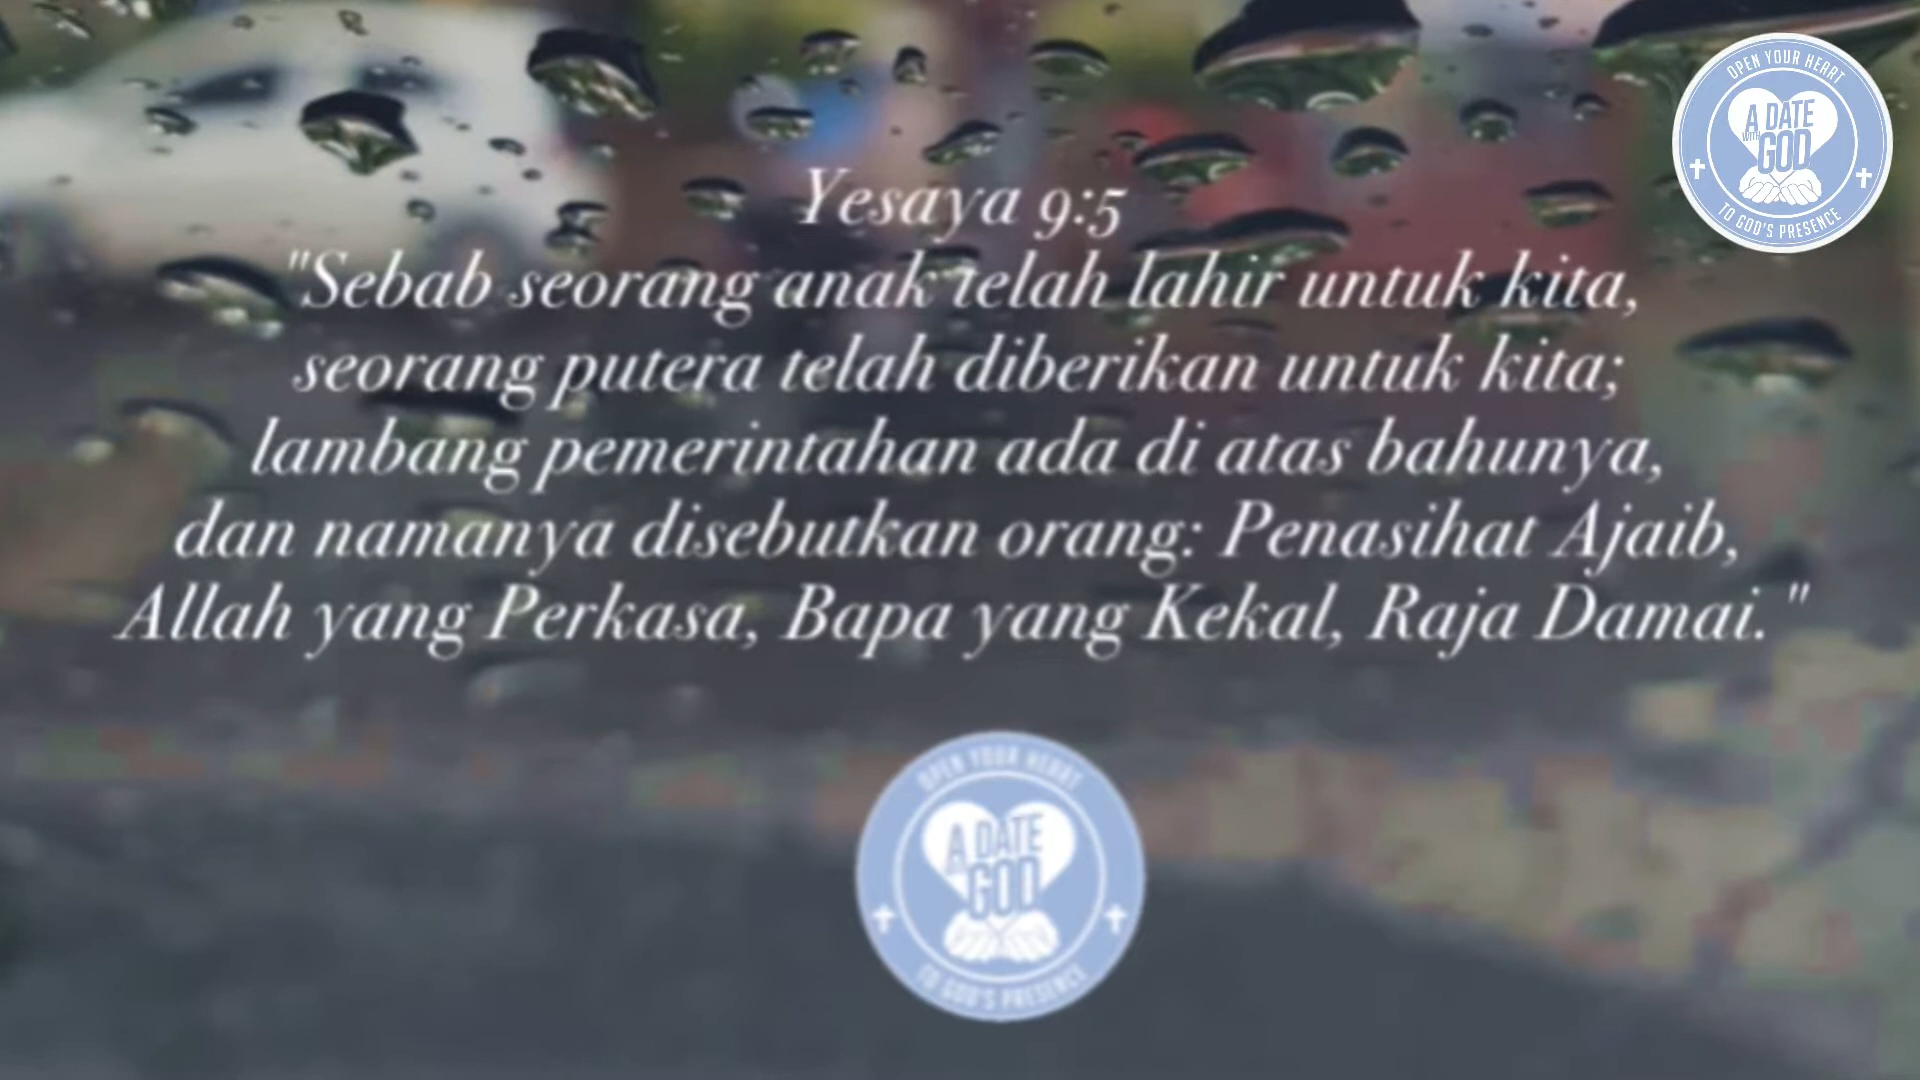 OPEN YOUR HEART
A DATE
WITH
GOD
TO GOD'S PRESENCE
Yesaya 9:5
"Sebab seorang anak telah lahir untuk kita,
seorang putera telah diberikan untuk kita;
lambang pemerintahan ada di atas bahunya,
dan namanya disebutkan orang: Penasihat Ajaib,
Allah yang Perkasa, Bapa yang Kekal, Raja Damai."
OPEN YOUR HEART
A DATE
GOD
TO GOD'S PRESENCE